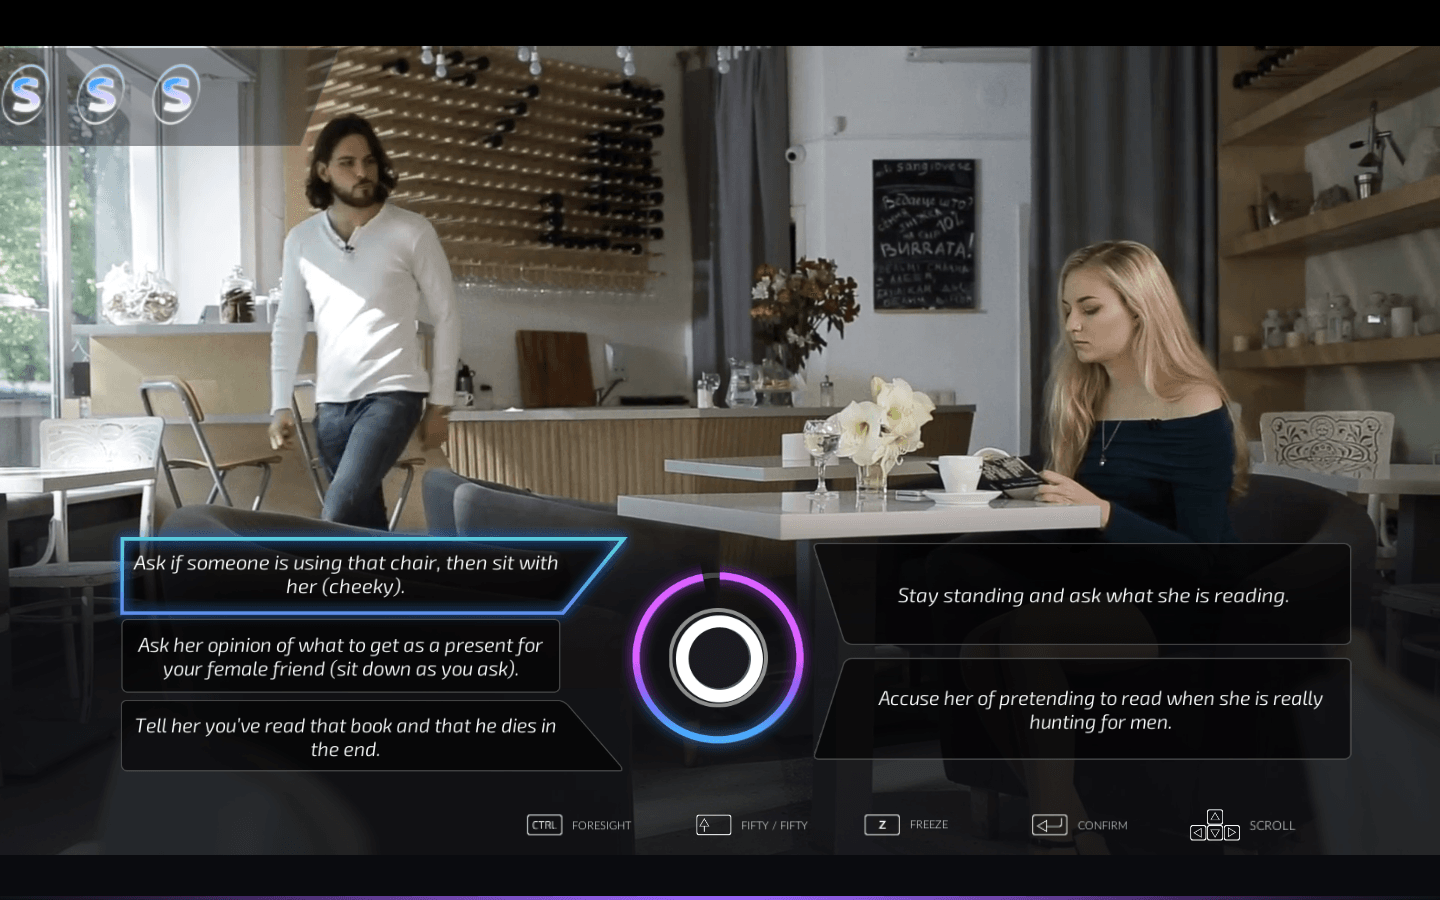 S S S
sangiovese
Ведаеце што?
10%
BURRATA!
Ask if someone is using that chair, then sit with
her (cheeky).
Ask her opinion of what to get as a present for
your female friend (sit down as you ask).
Tell her you've read that book and that he dies in
the end.
Stay standing and ask what she is reading.
Accuse her of pretending to read when she is really
hunting for men.
CTRL FORESIGHT FIFTY / FIFTY Z FREEZE CONFIRM SCROLL